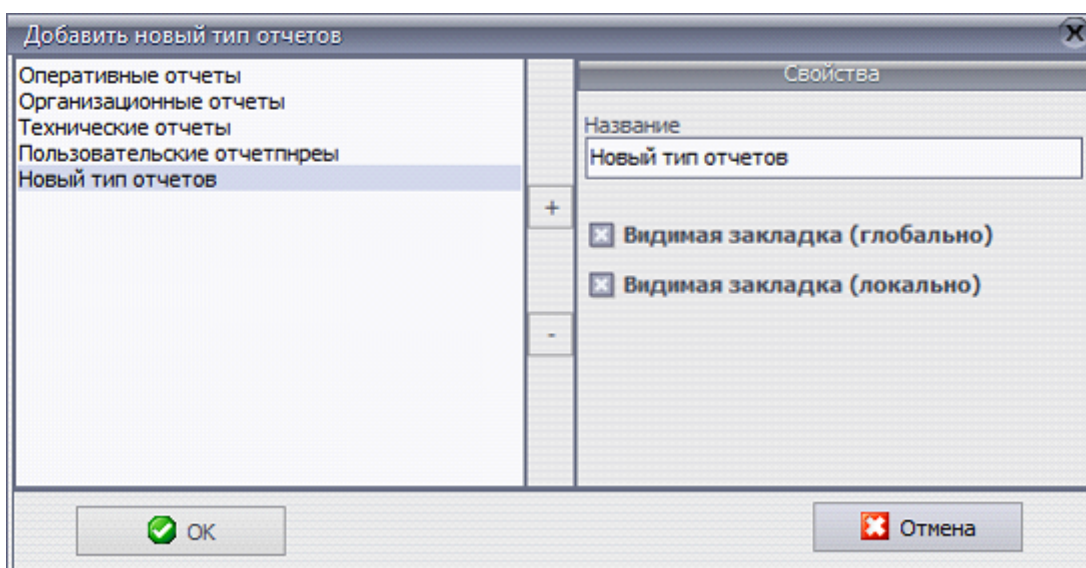 Добавить новый тип отчетов
Оперативные отчеты
Организационные отчеты
Технические отчеты
Пользовательские отчетпнреы
Новый тип отчетов
+
-
Свойства
Название
Новый тип отчетов
Видимая закладка (глобально)
Видимая закладка (локально)
OK
Отмена